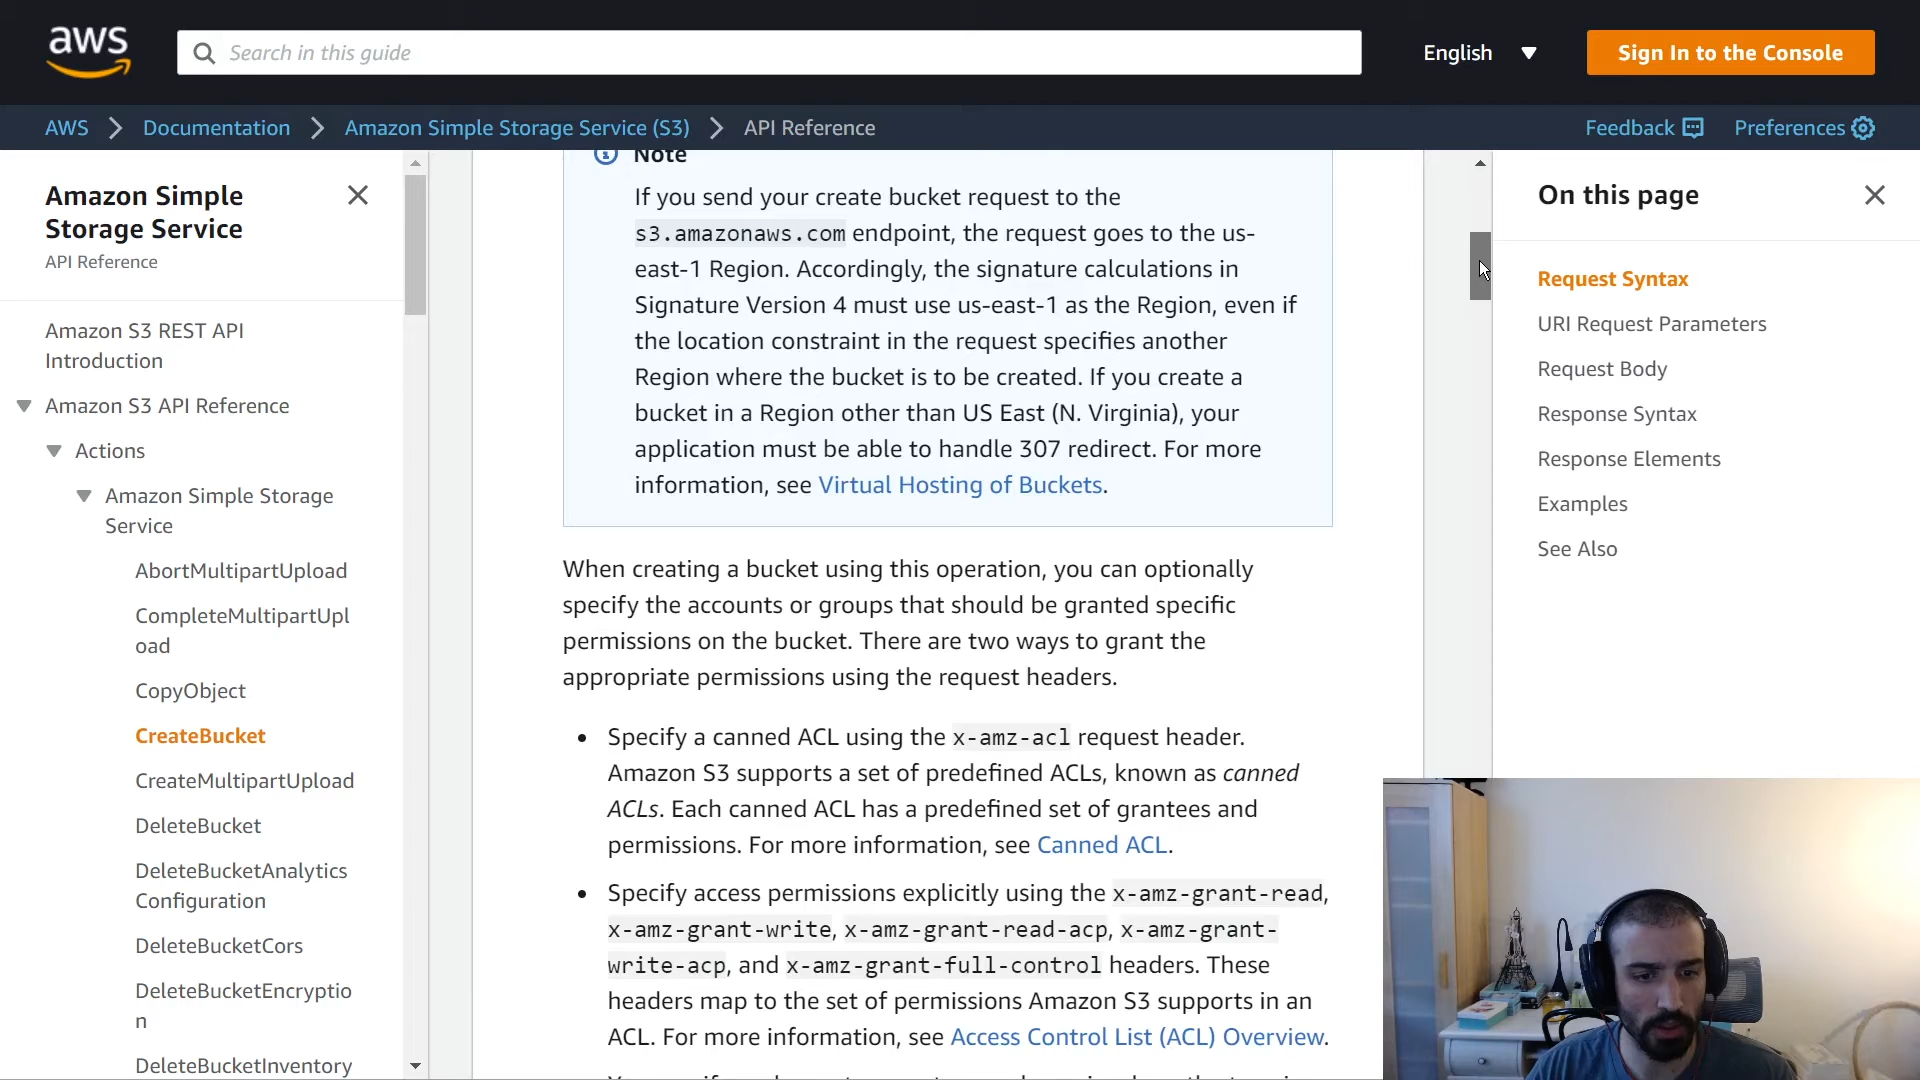 aws
Search in this guide
English
Sign In to the Console
AWS
Documentation
Amazon Simple Storage Service (S3)
API Reference
Feedback
Preferences
Amazon Simple
Storage Service
API Reference
Amazon S3 REST API
Introduction
Amazon S3 API Reference
Actions
Amazon Simple Storage
Service
AbortMultipartUpload
CompleteMultipartUpl
oad
CopyObject
CreateBucket
CreateMultipartUpload
DeleteBucket
DeleteBucketAnalytics
Configuration
DeleteBucketCors
DeleteBucketEncryptio
n
DeleteBucketInventory
Note
If you send your create bucket request to the
s3.amazonaws.com endpoint, the request goes to the us-
east-1 Region. Accordingly, the signature calculations in
Signature Version 4 must use us-east-1 as the Region, even if
the location constraint in the request specifies another
Region where the bucket is to be created. If you create a
bucket in a Region other than US East (N. Virginia), your
application must be able to handle 307 redirect. For more
information, see Virtual Hosting of Buckets.
When creating a bucket using this operation, you can optionally
specify the accounts or groups that should be granted specific
permissions on the bucket. There are two ways to grant the
appropriate permissions using the request headers.
• Specify a canned ACL using the x-amz-acl request header.
Amazon S3 supports a set of predefined ACLs, known as canned
ACLs. Each canned ACL has a predefined set of grantees and
permissions. For more information, see Canned ACL.
• Specify access permissions explicitly using the x-amz-grant-read,
x-amz-grant-write, x-amz-grant-read-acp, x-amz-grant-
write-acp, and x-amz-grant-full-control headers. These
headers map to the set of permissions Amazon S3 supports in an
ACL. For more information, see Access Control List (ACL) Overview.
On this page
Request Syntax
URI Request Parameters
Request Body
Response Syntax
Response Elements
Examples
See Also